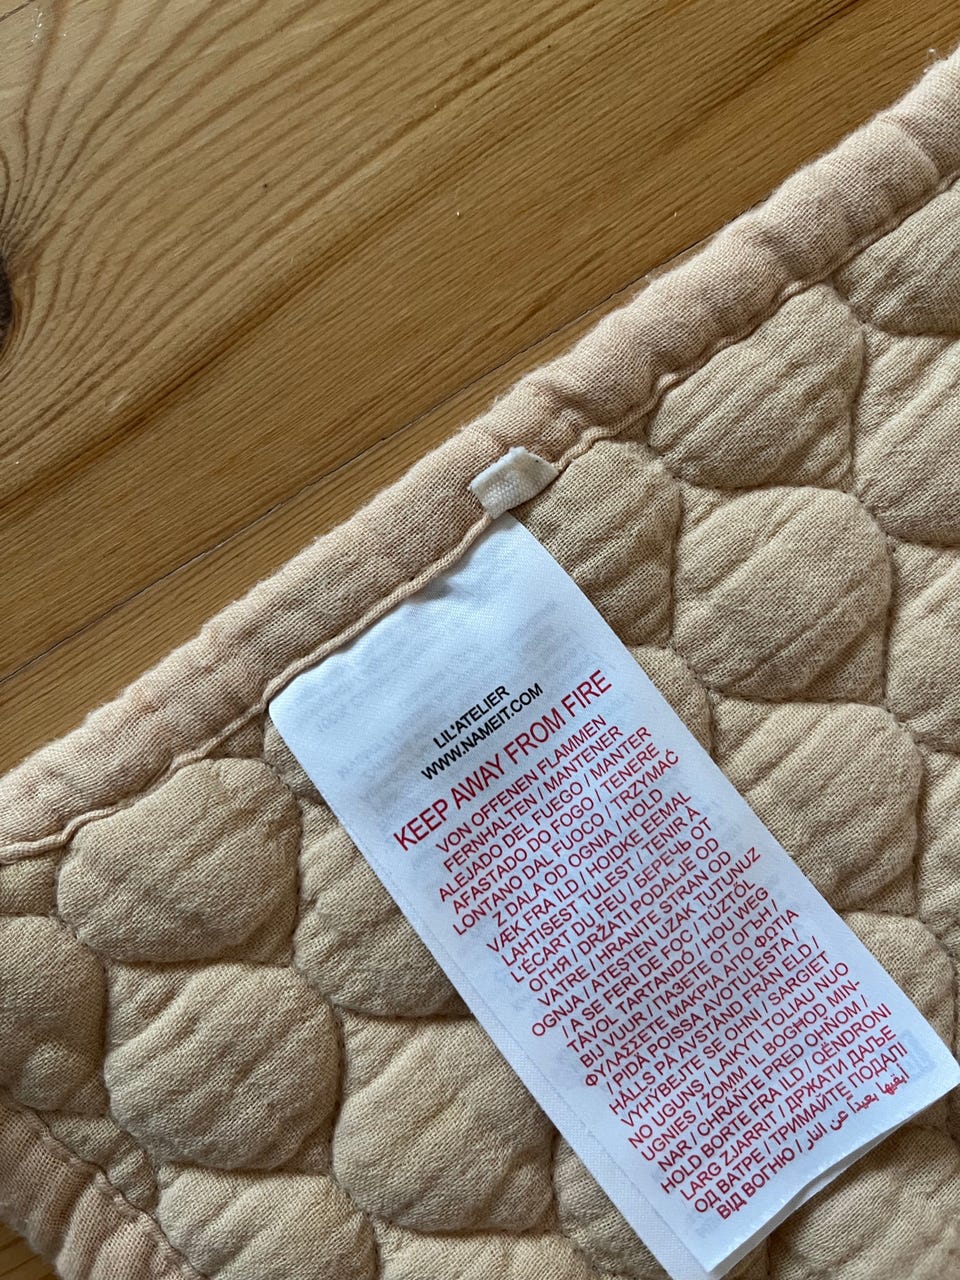 LIL'ATELIER
WWW.NAMEIT.COM
KEEP AWAY FROM FIRE
VON OFFENEN FLAMMEN
FERNHALTEN / MANTENER
ALEJADO DEL FUEGO / MANTER
AFASTADO DO FOGO / TENERE
LONTANO DAL FUOCO / TRZYMAĆ
Z DALA OD OGNIA / HOLD
VÆK FRA ILD / HOIDKE EEMAL
LAHTISEST TULEST / TENIR À
L'ÉCART DU FEU / БЕРЕЧЬ ОТ
ОГНЯ / DRŽATI PODALJE OD
VATRE / HRANITE STRAN OD
OGNJA / ATEŞTEN UZAK TUTUNUZ
/ A SE FERI DE FOC / TŰZTŐL
TÁVOL TARTANDÓ / HOU WEG
BIJ VUUR / ПАЗЕТЕ ОТ ОГЪН /
ΦΥΛΑΣΣΕΤΕ ΜΑΚΡΙΑ ΑΠΟ ΦΩΤΙΑ
/ PIDÄ POISSA AVOTULESTA /
HÅLLS PÅ AVSTÅND FRÅN ELD /
VYHÝBEJTE SE OHNI / SARGIET
NO UGUNS / LAIKYTI TOLIAU NUO
UGNIES / ŻOMM 'IL BOGĦOD MIN-
NAR / CHRÁŇTE PRED OHŇOM /
HOLD BORTE FRA ILD / QËNDRONI
LARG ZJARRIT / ДРЖАТИ ДАЉЕ
ОД ВАТРЕ / ТРИМАЙТЕ ПОДАЛІ
ВІД ВОГНЮ / أبقيها بعيداً عن النار